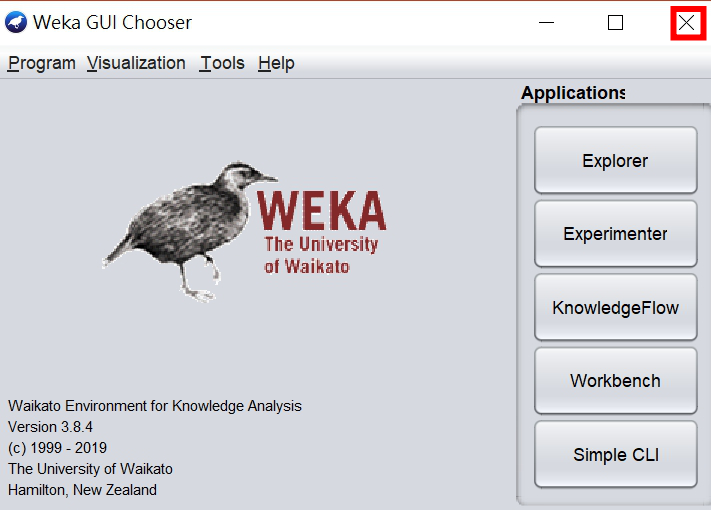 Weka GUI Chooser
Program Visualization Tools Help
Applications
Explorer
Experimenter
KnowledgeFlow
Workbench
Simple CLI
WEKA
The University
of Waikato
Waikato Environment for Knowledge Analysis
Version 3.8.4
(c) 1999 - 2019
The University of Waikato
Hamilton, New Zealand